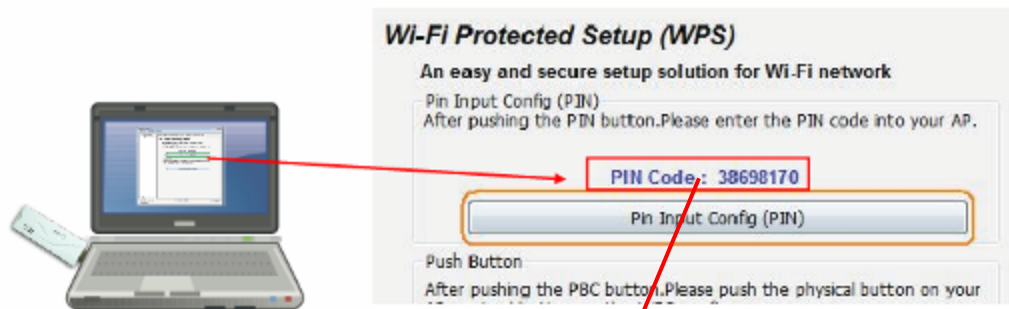 Wi-Fi Protected Setup (WPS)
An easy and secure setup solution for Wi-Fi network
Pin Input Config (PIN)
After pushing the PIN button.Please enter the PIN code into your AP.
PIN Code : 38698170
Pin Input Config (PIN)
Push Button
After pushing the PBC button.Please push the physical button on your